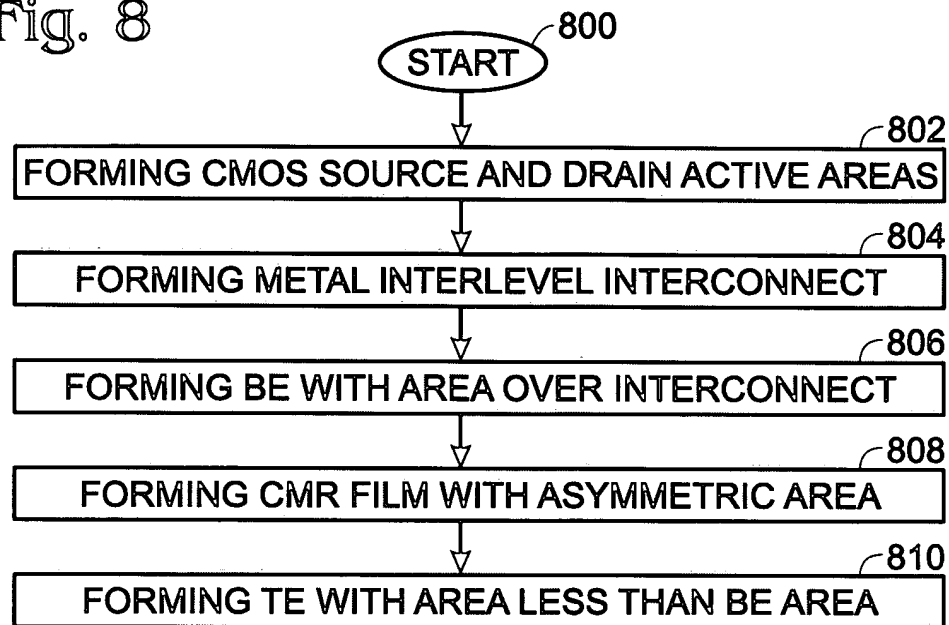 Fig. 8
800
START
802
FORMING CMOS SOURCE AND DRAIN ACTIVE AREAS
804
FORMING METAL INTERLEVEL INTERCONNECT
806
FORMING BE WITH AREA OVER INTERCONNECT
808
FORMING CMR FILM WITH ASYMMETRIC AREA
810
FORMING TE WITH AREA LESS THAN BE AREA